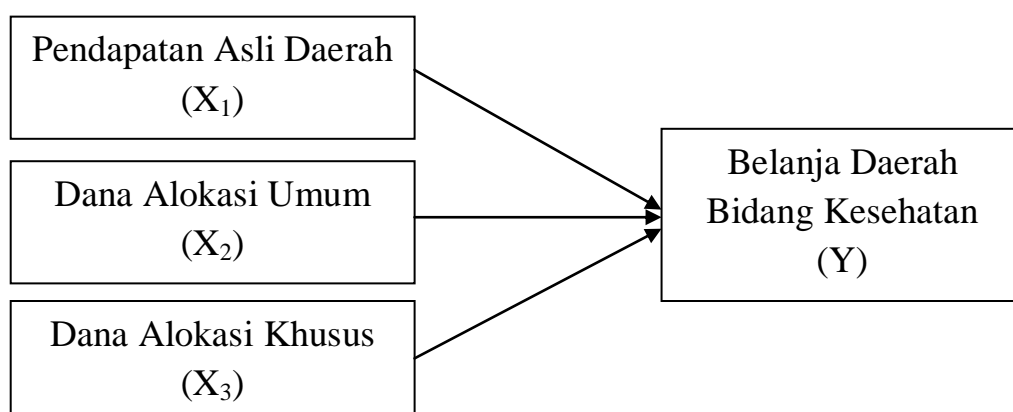 Pendapatan Asli Daerah
(X₁)
Dana Alokasi Umum
(X₂)
Dana Alokasi Khusus
(X₃)
Belanja Daerah
Bidang Kesehatan
(Y)